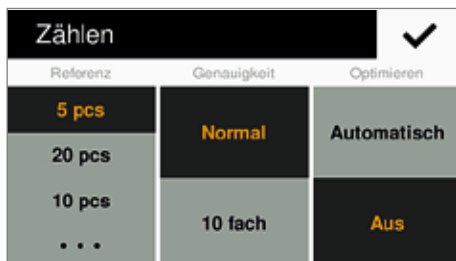 Zählen
Referenz Genauigkeit Optimieren
5 pcs
Normal
Automatisch
20 pcs
10 pcs
10 fach
Aus
...